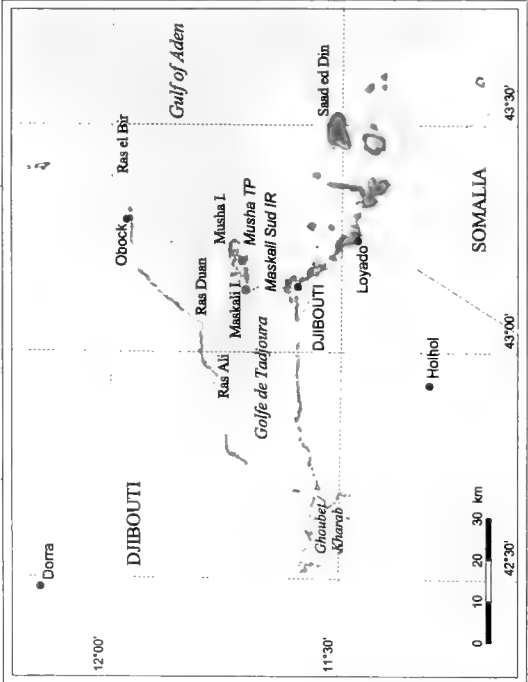 Dorra
DJIBOUTI
12°00'
Obock
Ras el Bir
Gulf of Aden
Ras Duan
Ras Ali
Maskali I.
Musha I.
Musha TP
Maskali Sud IR
Golfe de Tadjoura
Ghoubet
Kharab
11°30'
DJIBOUTI
Saad ed Din
Loyado
Holhol
SOMALIA
0 10 20 30 km
42°30'
43°00'
43°30'